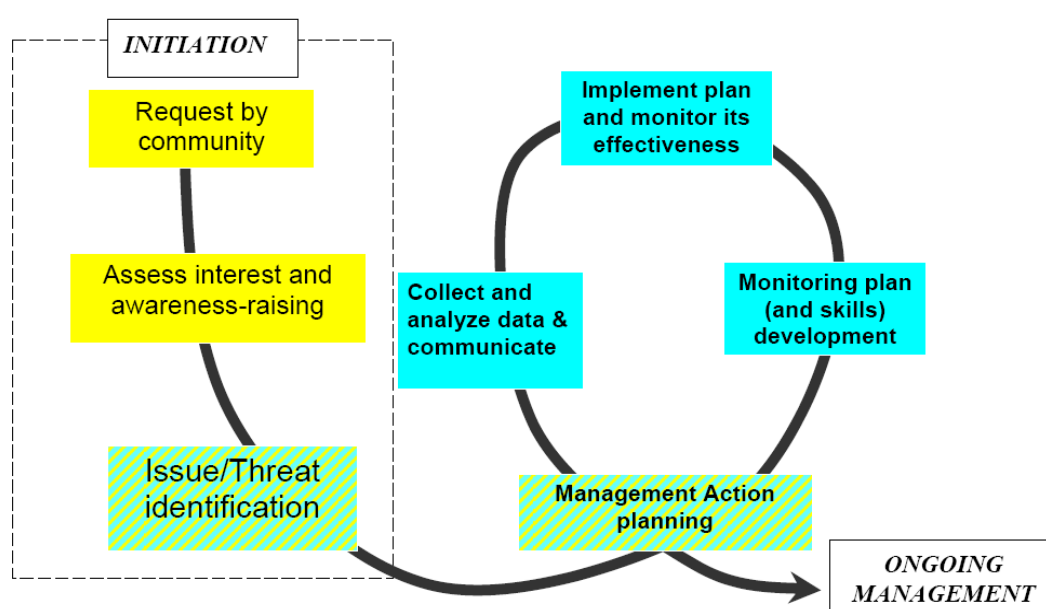 INITIATION
Request by
community
Assess interest and
awareness-raising
Issue/Threat
identification
Implement plan
and monitor its
effectiveness
Collect and
analyze data &
communicate
Monitoring plan
(and skills)
development
Management Action
planning
ONGOING
MANAGEMENT